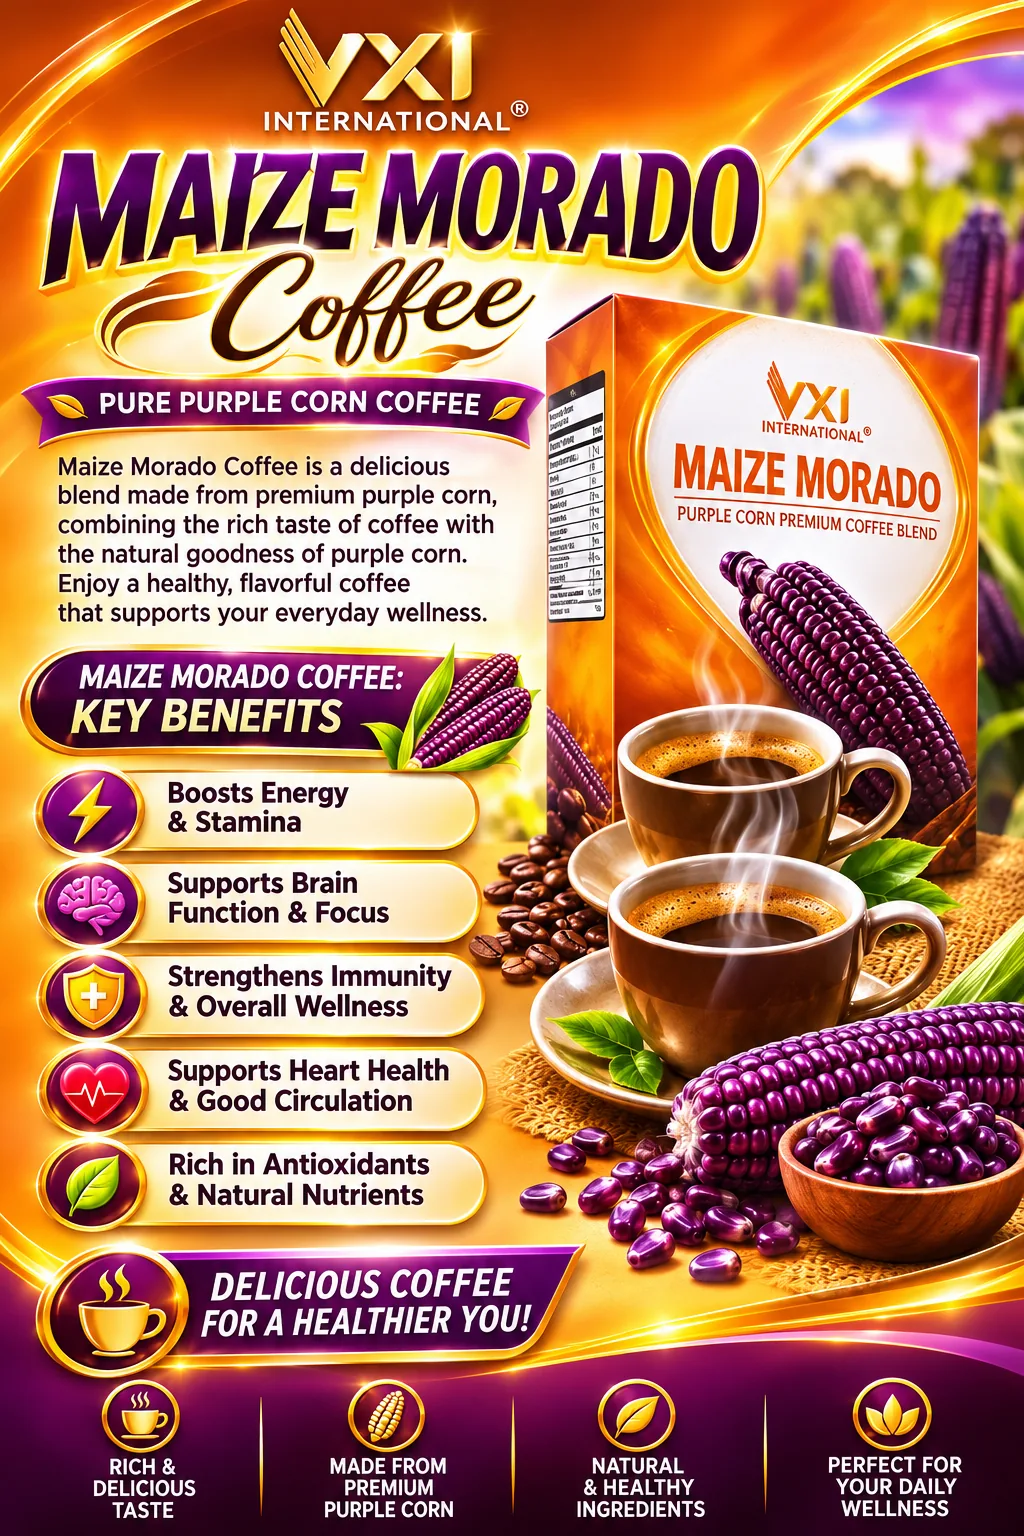 VXI
INTERNATIONAL®
MAIZE MORADO
Coffee
PURE PURPLE CORN COFFEE
Maize Morado Coffee is a delicious
blend made from premium purple corn,
combining the rich taste of coffee with
the natural goodness of purple corn.
Enjoy a healthy, flavorful coffee
that supports your everyday wellness.
MAIZE MORADO COFFEE:
KEY BENEFITS
Boosts Energy
& Stamina
Supports Brain
Function & Focus
Strengthens Immunity
& Overall Wellness
Supports Heart Health
& Good Circulation
Rich in Antioxidants
& Natural Nutrients
DELICIOUS COFFEE
FOR A HEALTHIER YOU!
VXI
INTERNATIONAL®
MAIZE MORADO
PURPLE CORN PREMIUM COFFEE BLEND
RICH &
DELICIOUS
TASTE
MADE FROM
PREMIUM
PURPLE CORN
NATURAL
& HEALTHY
INGREDIENTS
PERFECT FOR
YOUR DAILY
WELLNESS